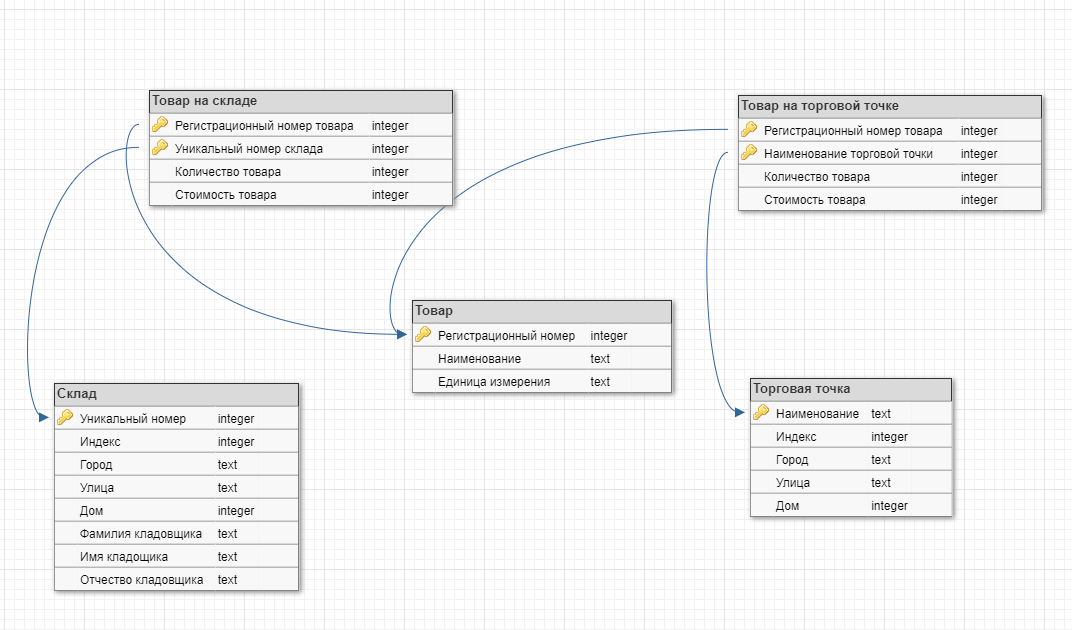 Товар на складе
Регистрационный номер товара integer
Уникальный номер склада integer
Количество товара integer
Стоимость товара integer
Товар на торговой точке
Регистрационный номер товара integer
Наименование торговой точки integer
Количество товара integer
Стоимость товара integer
Товар
Регистрационный номер integer
Наименование text
Единица измерения text
Склад
Уникальный номер integer
Индекс integer
Город text
Улица text
Дом integer
Фамилия кладовщика text
Имя кладощика text
Отчество кладовщика text
Торговая точка
Наименование text
Индекс integer
Город text
Улица text
Дом integer